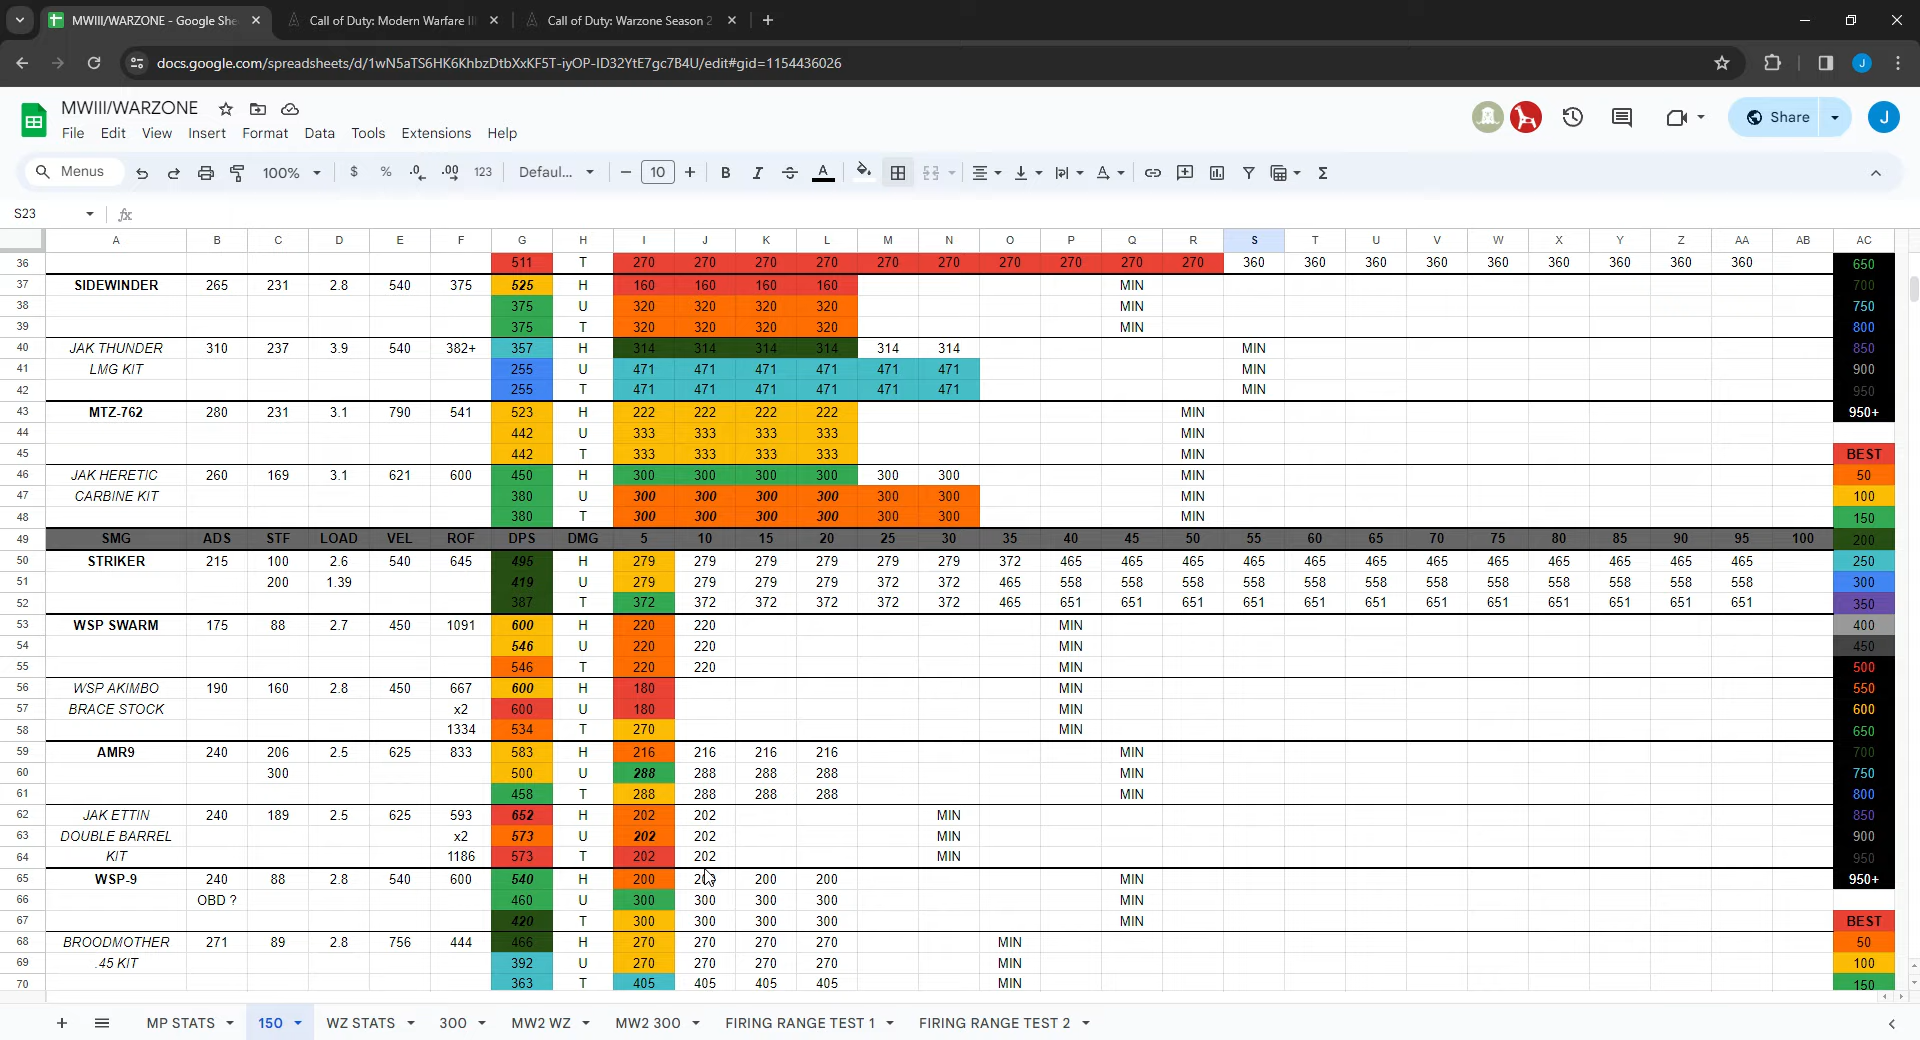 MWIII/WARZONE - Google She
Call of Duty: Modern Warfare III
Call of Duty: Warzone Season 2
docs.google.com/spreadsheets/d/1wN5aTS6HK6KhbzDtbXxKF5T-iyOP-ID32YtE7gc7B4U/edit#gid=1154436026
J
MWIII/WARZONE
File Edit View Insert Format Data Tools Extensions Help
Share
J
Menus 100% $ % .0 .00 123 Defaul... 10 B I A
S23 fx
A B C D E F G H I J K L M N O P Q R S T U V W X Y Z AA AB AC
36 511 T 270 270 270 270 270 270 270 270 270 270 360 360 360 360 360 360 360 360 360 650
37 SIDEWINDER 265 231 2.8 540 375 525 H 160 160 160 160 MIN 700
38 375 U 320 320 320 320 MIN 750
39 375 T 320 320 320 320 MIN 800
40 JAK THUNDER 310 237 3.9 540 382+ 357 H 314 314 314 314 314 314 MIN 850
41 LMG KIT 255 U 471 471 471 471 471 471 MIN 900
42 255 T 471 471 471 471 471 471 MIN 950
43 MTZ-762 280 231 3.1 790 541 523 H 222 222 222 222 MIN 950+
44 442 U 333 333 333 333 MIN
45 442 T 333 333 333 333 MIN BEST
46 JAK HERETIC 260 169 3.1 621 600 450 H 300 300 300 300 300 300 MIN 50
47 CARBINE KIT 380 U 300 300 300 300 300 300 MIN 100
48 380 T 300 300 300 300 300 300 MIN 150
49 SMG ADS STF LOAD VEL ROF DPS DMG 5 10 15 20 25 30 35 40 45 50 55 60 65 70 75 80 85 90 95 100 200
50 STRIKER 215 100 2.6 540 645 495 H 279 279 279 279 279 279 372 465 465 465 465 465 465 465 465 465 465 465 465 250
51 200 1.39 419 U 279 279 279 279 372 372 465 558 558 558 558 558 558 558 558 558 558 558 558 300
52 387 T 372 372 372 372 372 372 465 651 651 651 651 651 651 651 651 651 651 651 651 350
53 WSP SWARM 175 88 2.7 450 1091 600 H 220 220 MIN 400
54 546 U 220 220 MIN 450
55 546 T 220 220 MIN 500
56 WSP AKIMBO 190 160 2.8 450 667 600 H 180 MIN 550
57 BRACE STOCK x2 600 U 180 MIN 600
58 1334 534 T 270 MIN 650
59 AMR9 240 206 2.5 625 833 583 H 216 216 216 216 MIN 700
60 300 500 U 288 288 288 288 MIN 750
61 458 T 288 288 288 288 MIN 800
62 JAK ETTIN 240 189 2.5 625 593 652 H 202 202 MIN 850
63 DOUBLE BARREL x2 573 U 202 202 MIN 900
64 KIT 1186 573 T 202 202 MIN 950
65 WSP-9 240 88 2.8 540 600 540 H 200 200 200 200 MIN 950+
66 OBD ? 460 U 300 300 300 300 MIN
67 420 T 300 300 300 300 MIN BEST
68 BROODMOTHER 271 89 2.8 756 444 466 H 270 270 270 270 MIN 50
69 .45 KIT 392 U 270 270 270 270 MIN 100
70 363 T 405 405 405 405 MIN 150
MP STATS 150 WZ STATS 300 MW2 WZ MW2 300 FIRING RANGE TEST 1 FIRING RANGE TEST 2